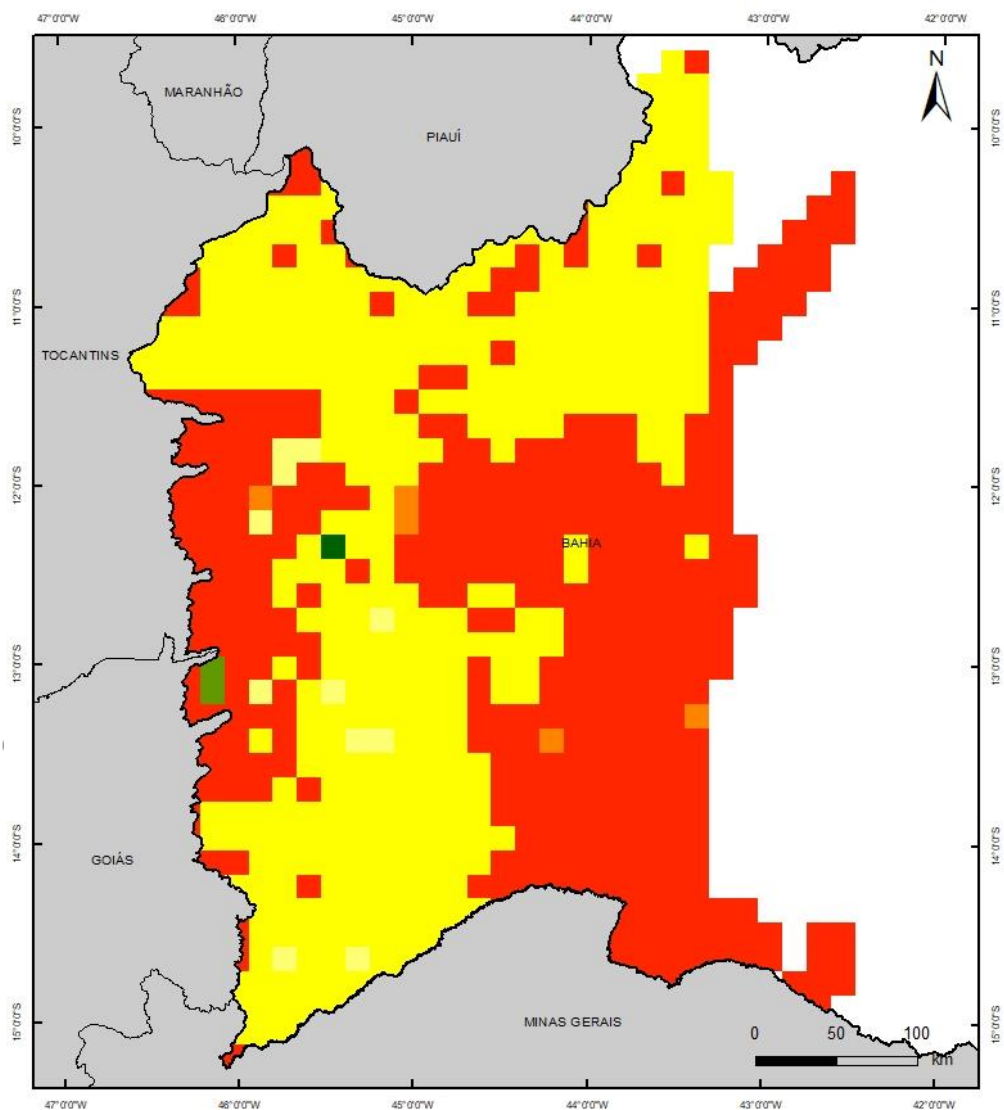 47°0'0"W 46°0'0"W 45°0'0"W 44°0'0"W 43°0'0"W 42°0'0"W
N
MARANHÃO
PIAUÍ
10°0'0"S 10°0'0"S
11°0'0"S 11°0'0"S
TOCANTINS
12°0'0"S 12°0'0"S
BAHIA
13°0'0"S 13°0'0"S
14°0'0"S 14°0'0"S
GOIÁS
15°0'0"S 15°0'0"S
MINAS GERAIS
0 50 100
km
47°0'0"W 46°0'0"W 45°0'0"W 44°0'0"W 43°0'0"W 42°0'0"W